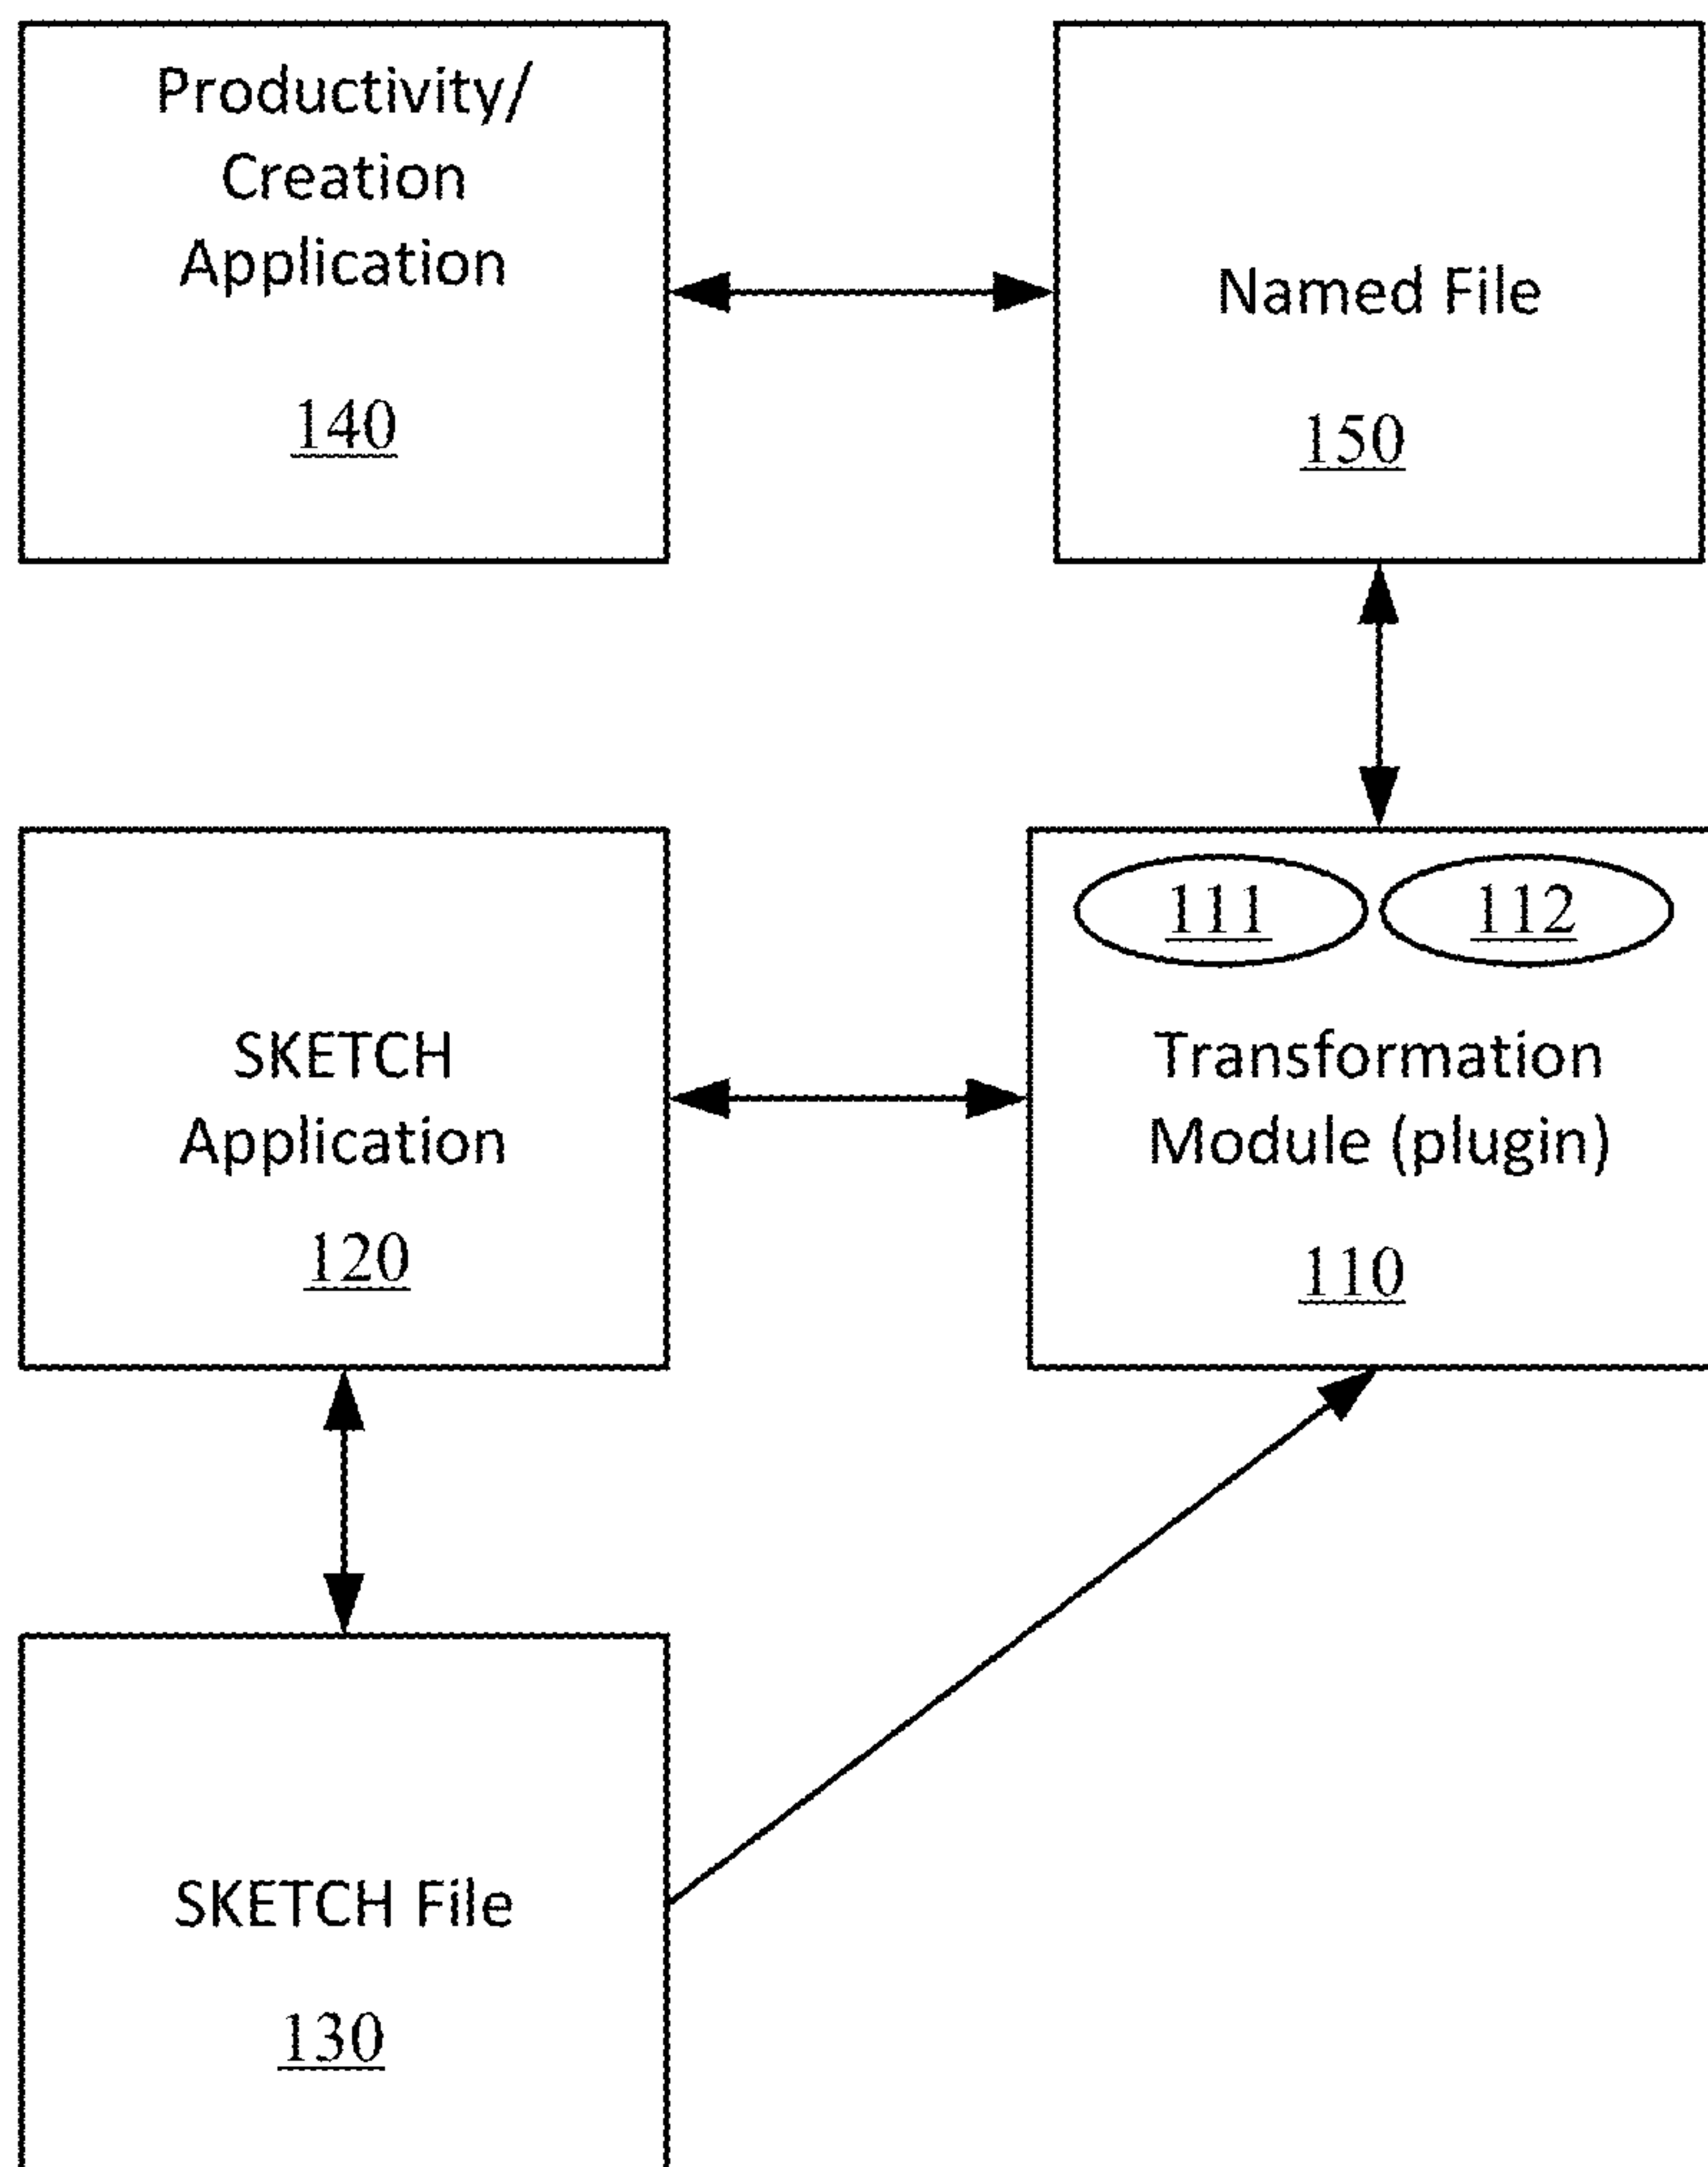 Productivity/
Creation
Application
140
Named File
150
SKETCH
Application
120
111
112
Transformation
Module (plugin)
110
SKETCH File
130